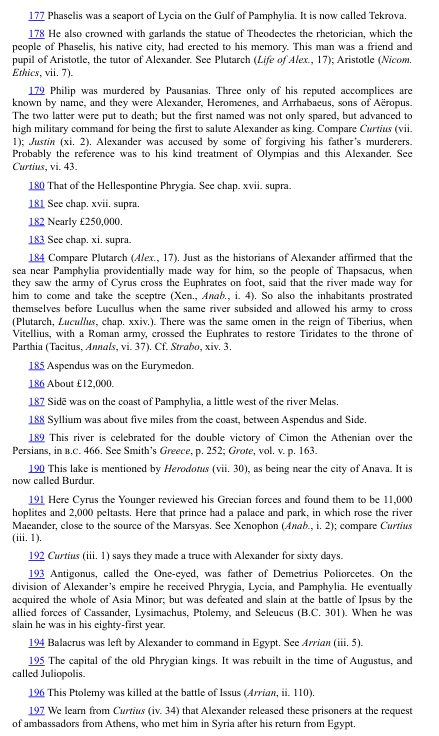 177 Phaselis was a seaport of Lycia on the Gulf of Pamphylia. It is now called Tekrova.
178 He also crowned with garlands the statue of Theodectes the rhetorician, which the
people of Phaselis, his native city, had erected to his memory. This man was a friend and
pupil of Aristotle, the tutor of Alexander. See Plutarch (Life of Alex., 17); Aristotle (Nicom.
Ethics, vii. 7).
179 Philip was murdered by Pausanias. Three only of his reputed accomplices are
known by name, and they were Alexander, Heromenes, and Arrhabaeus, sons of Aëropus.
The two latter were put to death; but the first named was not only spared, but advanced to
high military command for being the first to salute Alexander as king. Compare Curtius (vii.
1); Justin (xi. 2). Alexander was accused by some of forgiving his father's murderers.
Probably the reference was to his kind treatment of Olympias and this Alexander. See
Curtius, vi. 43.
180 That of the Hellespontine Phrygia. See chap. xvii. supra.
181 See chap. xvii. supra.
182 Nearly £250,000.
183 See chap. xi. supra.
184 Compare Plutarch (Alex., 17). Just as the historians of Alexander affirmed that the
sea near Pamphylia providentially made way for him, so the people of Thapsacus, when
they saw the army of Cyrus cross the Euphrates on foot, said that the river made way for
him to come and take the sceptre (Xen., Anab., i. 4). So also the inhabitants prostrated
themselves before Lucullus when the same river subsided and allowed his army to cross
(Plutarch, Lucullus, chap. xxiv.). There was the same omen in the reign of Tiberius, when
Vitellius, with a Roman army, crossed the Euphrates to restore Tiridates to the throne of
Parthia (Tacitus, Annals, vi. 37). Cf. Strabo, xiv. 3.
185 Aspendus was on the Eurymedon.
186 About £12,000.
187 Sidē was on the coast of Pamphylia, a little west of the river Melas.
188 Syllium was about five miles from the coast, between Aspendus and Side.
189 This river is celebrated for the double victory of Cimon the Athenian over the
Persians, in B.C. 466. See Smith's Greece, p. 252; Grote, vol. v. p. 163.
190 This lake is mentioned by Herodotus (vii. 30), as being near the city of Anava. It is
now called Burdur.
191 Here Cyrus the Younger reviewed his Grecian forces and found them to be 11,000
hoplites and 2,000 peltasts. Here that prince had a palace and park, in which rose the river
Maeander, close to the source of the Marsyas. See Xenophon (Anab., i. 2); compare Curtius
(iii. 1).
192 Curtius (iii. 1) says they made a truce with Alexander for sixty days.
193 Antigonus, called the One-eyed, was father of Demetrius Poliorcetes. On the
division of Alexander's empire he received Phrygia, Lycia, and Pamphylia. He eventually
acquired the whole of Asia Minor; but was defeated and slain at the battle of Ipsus by the
allied forces of Cassander, Lysimachus, Ptolemy, and Seleucus (B.C. 301). When he was
slain he was in his eighty-first year.
194 Balacrus was left by Alexander to command in Egypt. See Arrian (iii. 5).
195 The capital of the old Phrygian kings. It was rebuilt in the time of Augustus, and
called Juliopolis.
196 This Ptolemy was killed at the battle of Issus (Arrian, ii. 110).
197 We learn from Curtius (iv. 34) that Alexander released these prisoners at the request
of ambassadors from Athens, who met him in Syria after his return from Egypt.